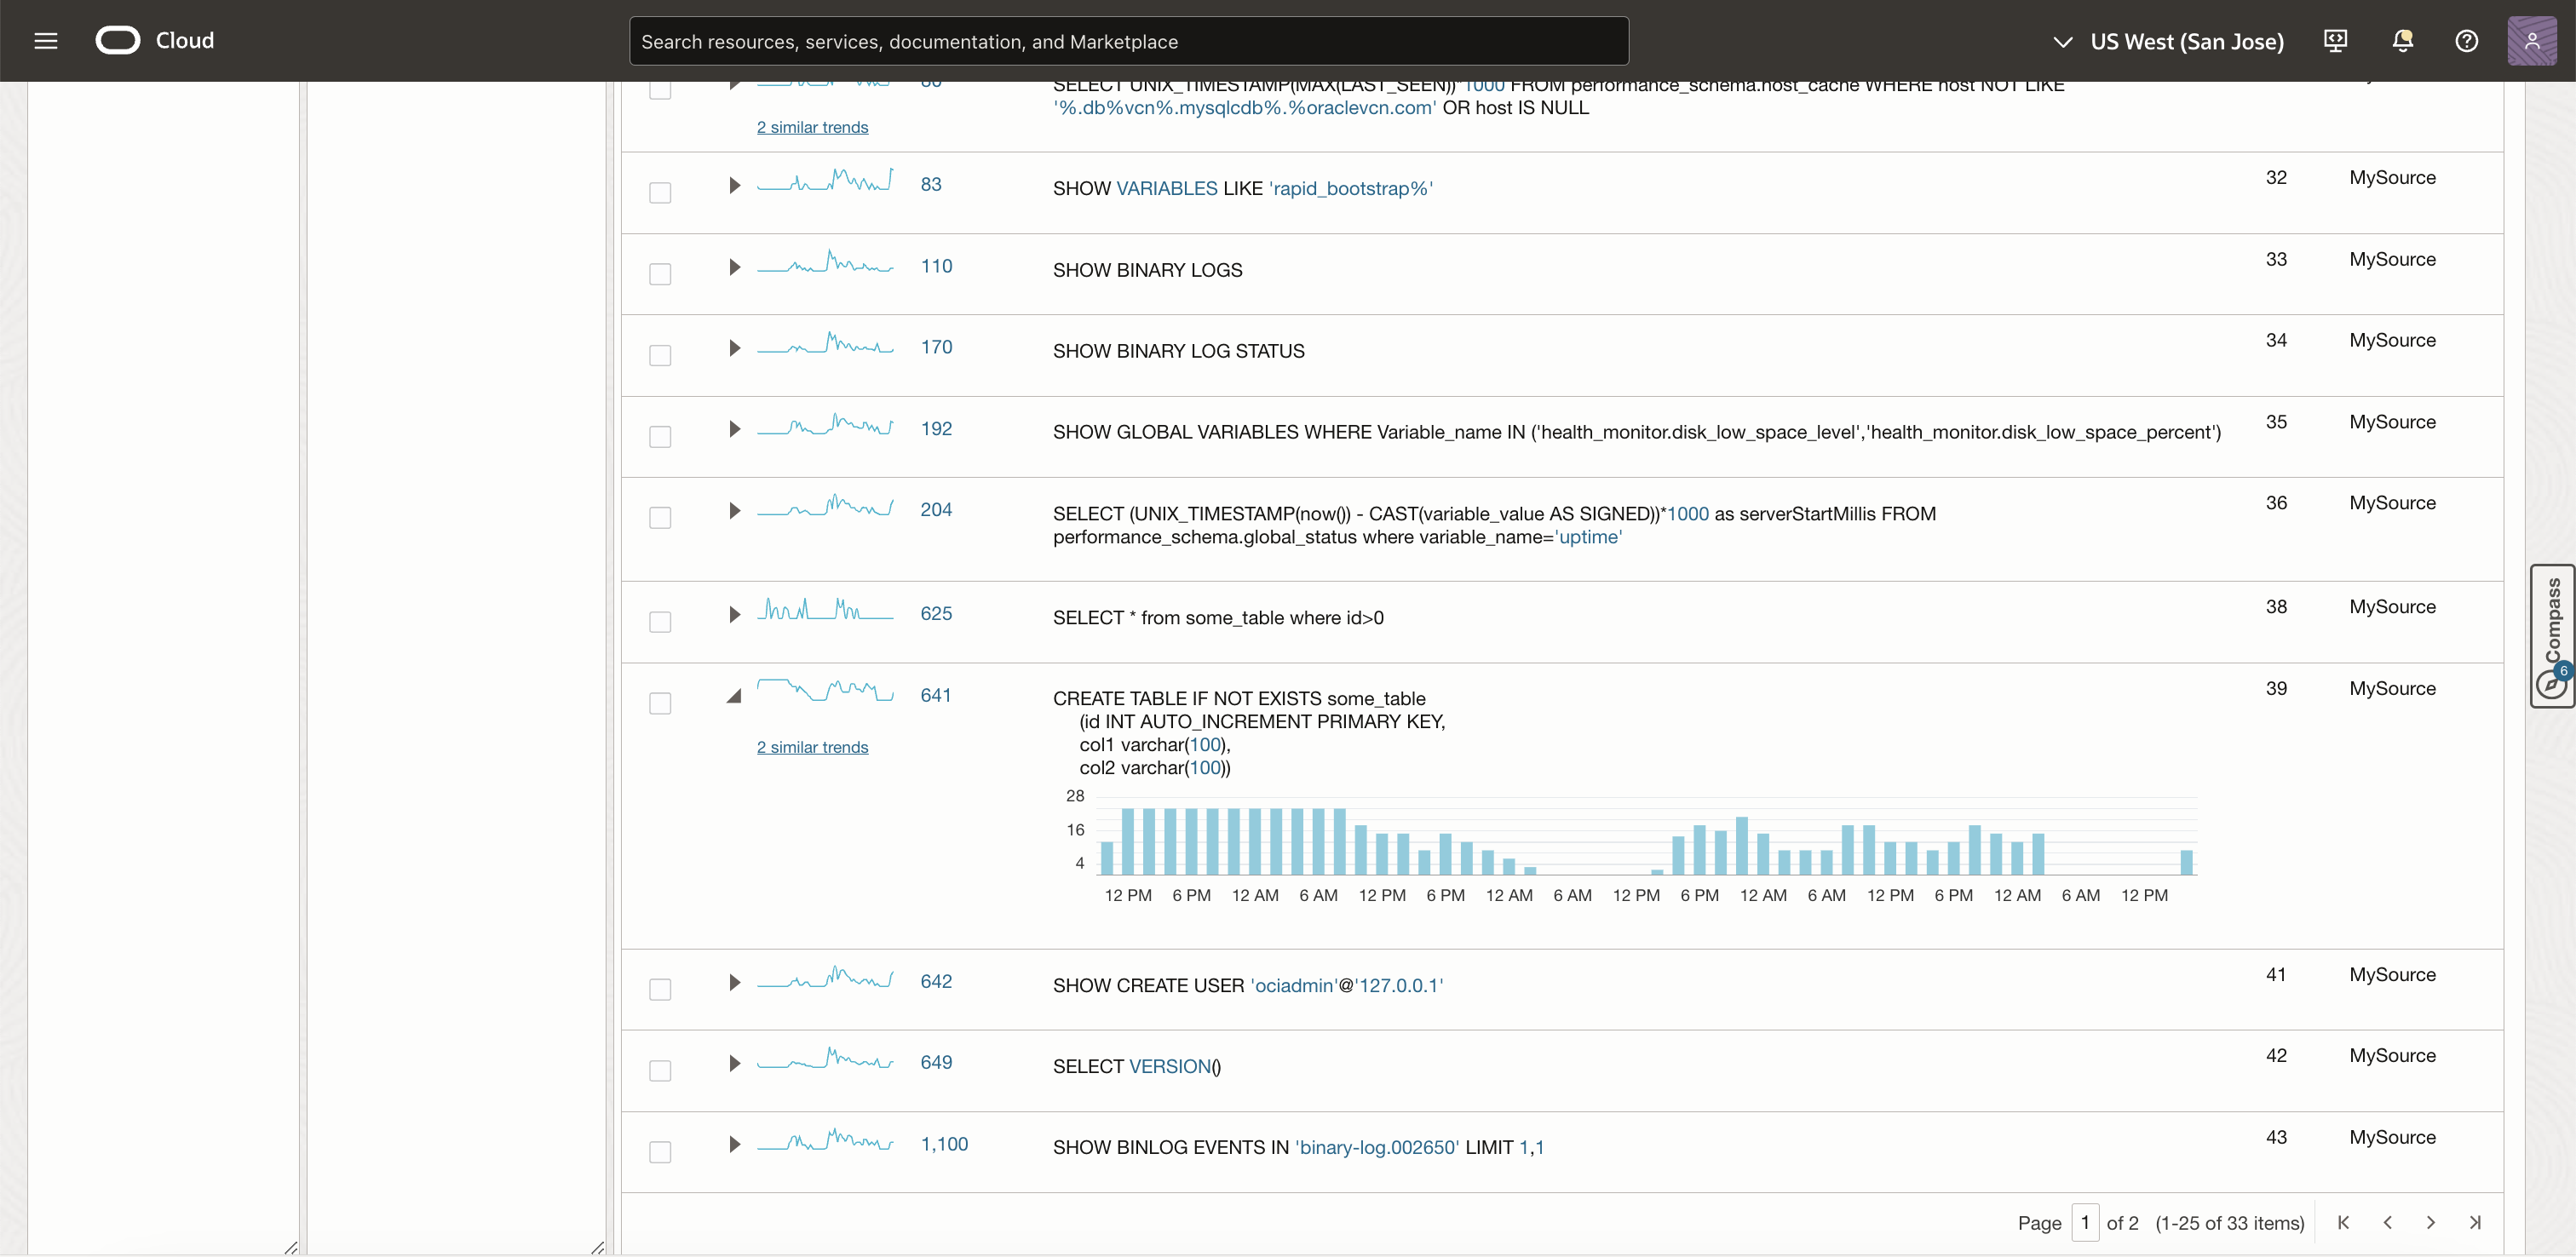 Cloud
Search resources, services, documentation, and Marketplace
US West (San Jose)
80
SELECT UNIX_TIMESTAMP(MAX(LAST_SEEN))*1000 FROM performance_schema.host_cache WHERE host NOT LIKE
'%.db%vcn%.mysqlcdb%.%oraclevcn.com' OR host IS NULL
2 similar trends
83
SHOW VARIABLES LIKE 'rapid_bootstrap%'
32
MySource
110
SHOW BINARY LOGS
33
MySource
170
SHOW BINARY LOG STATUS
34
MySource
192
SHOW GLOBAL VARIABLES WHERE Variable_name IN ('health_monitor.disk_low_space_level','health_monitor.disk_low_space_percent')
35
MySource
204
SELECT (UNIX_TIMESTAMP(now()) - CAST(variable_value AS SIGNED))*1000 as serverStartMillis FROM
performance_schema.global_status where variable_name='uptime'
36
MySource
625
SELECT * from some_table where id>0
38
MySource
Compass
6
641
2 similar trends
CREATE TABLE IF NOT EXISTS some_table
(id INT AUTO_INCREMENT PRIMARY KEY,
col1 varchar(100),
col2 varchar(100))
39
MySource
28
16
4
12 PM 6 PM 12 AM 6 AM 12 PM 6 PM 12 AM 6 AM 12 PM 6 PM 12 AM 6 AM 12 PM 6 PM 12 AM 6 AM 12 PM
642
SHOW CREATE USER 'ociadmin'@'127.0.0.1'
41
MySource
649
SELECT VERSION()
42
MySource
1,100
SHOW BINLOG EVENTS IN 'binary-log.002650' LIMIT 1,1
43
MySource
Page 1 of 2 (1-25 of 33 items)